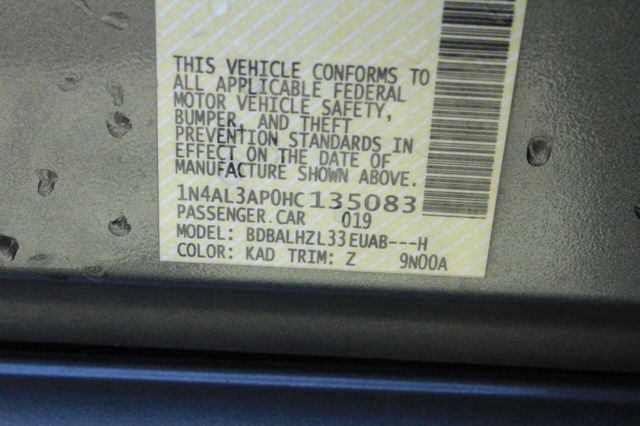 THIS VEHICLE CONFORMS TO
ALL APPLICABLE FEDERAL
MOTOR VEHICLE SAFETY,
BUMPER, AND THEFT
PREVENTION STANDARDS IN
EFFECT ON THE DATE OF
MANUFACTURE SHOWN ABOVE.
1N4AL3AP0HC135083
PASSENGER.CAR 019
MODEL: BDBALHZL33EUAB---H
COLOR: KAD TRIM: Z 9N00A